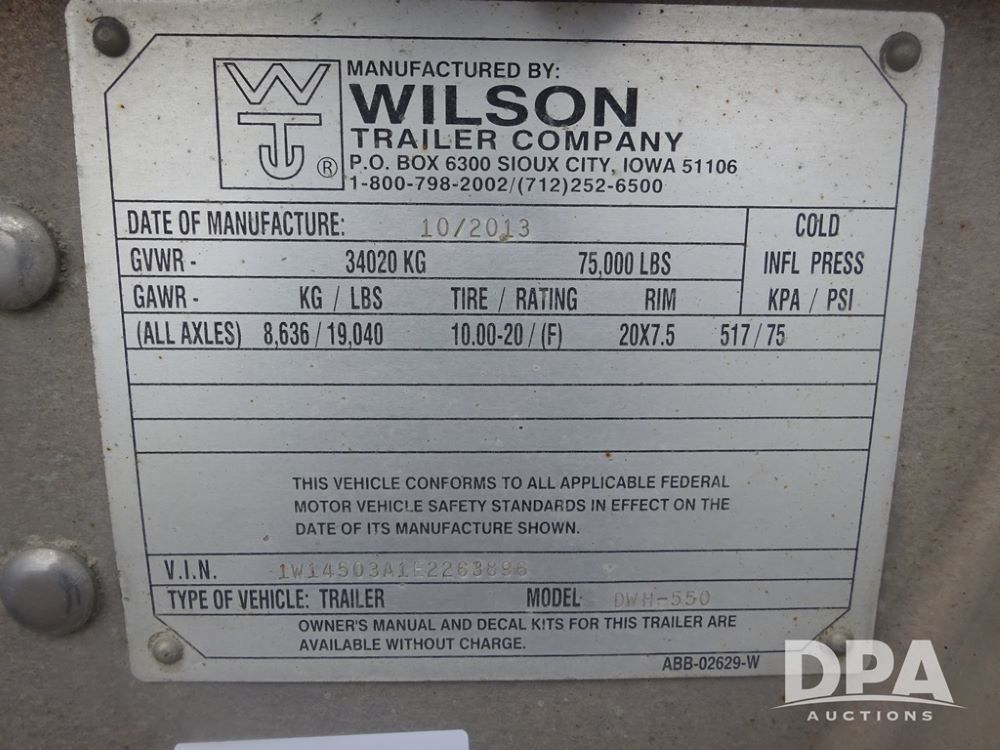 WT ®
MANUFACTURED BY:
WILSON
TRAILER COMPANY
P.O. BOX 6300 SIOUX CITY, IOWA 51106
1-800-798-2002/(712)252-6500
DATE OF MANUFACTURE: 10/2013
COLD
INFL PRESS
KPA / PSI
GVWR - 34020 KG 75,000 LBS
GAWR - KG / LBS TIRE / RATING RIM
(ALL AXLES) 8,636 / 19,040 10.00-20 / (F) 20X7.5 517 / 75
THIS VEHICLE CONFORMS TO ALL APPLICABLE FEDERAL
MOTOR VEHICLE SAFETY STANDARDS IN EFFECT ON THE
DATE OF ITS MANUFACTURE SHOWN.
V.I.N. 1W14503A1E2263898
TYPE OF VEHICLE: TRAILER MODEL DWH-550
OWNER'S MANUAL AND DECAL KITS FOR THIS TRAILER ARE
AVAILABLE WITHOUT CHARGE.
ABB-02629-W
DPA
AUCTIONS